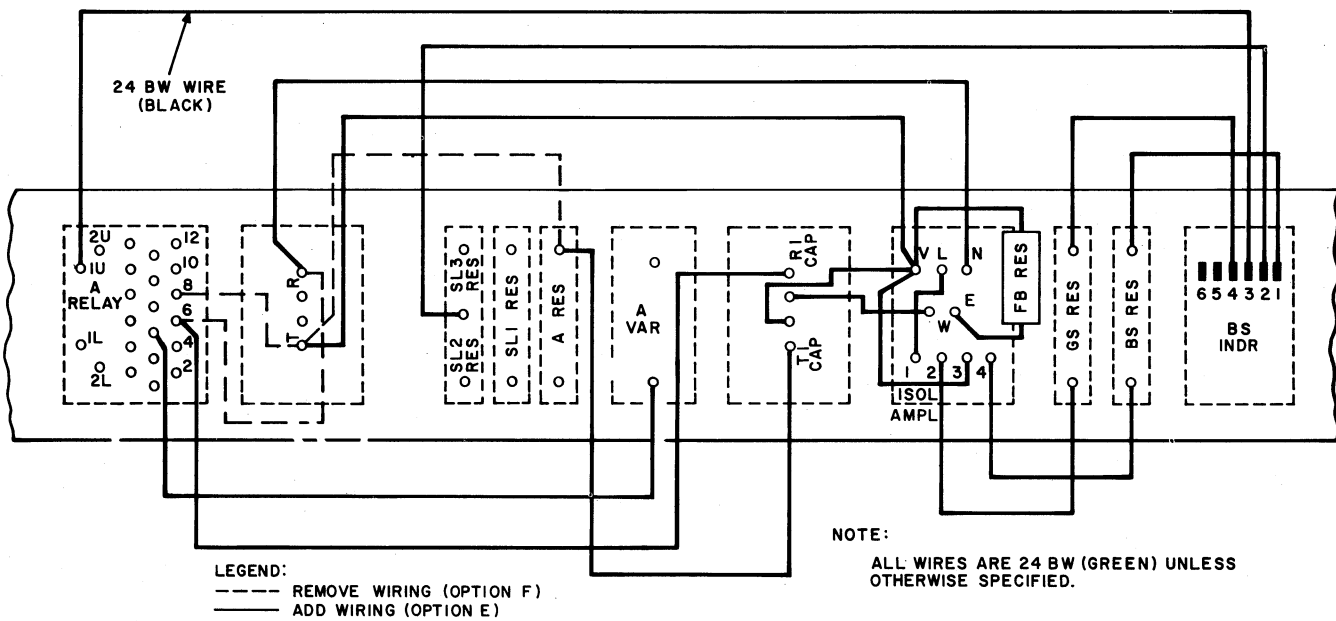 24 BW WIRE
(BLACK)
2U
12
1U
10
A
RELAY
8
6
1L
4
2L
2
R
T
SL3
RES
SL2
RES
SL1 RES
A RES
A
VAR
R1
CAP
T1
CAP
V L N
E
W
FB RES
1 2 3 4
ISOL
AMPL
GS RES
BS RES
6 5 4 3 2 1
BS
INDR
NOTE:
ALL WIRES ARE 24 BW (GREEN) UNLESS
OTHERWISE SPECIFIED.
LEGEND:
REMOVE WIRING (OPTION F)
ADD WIRING (OPTION E)